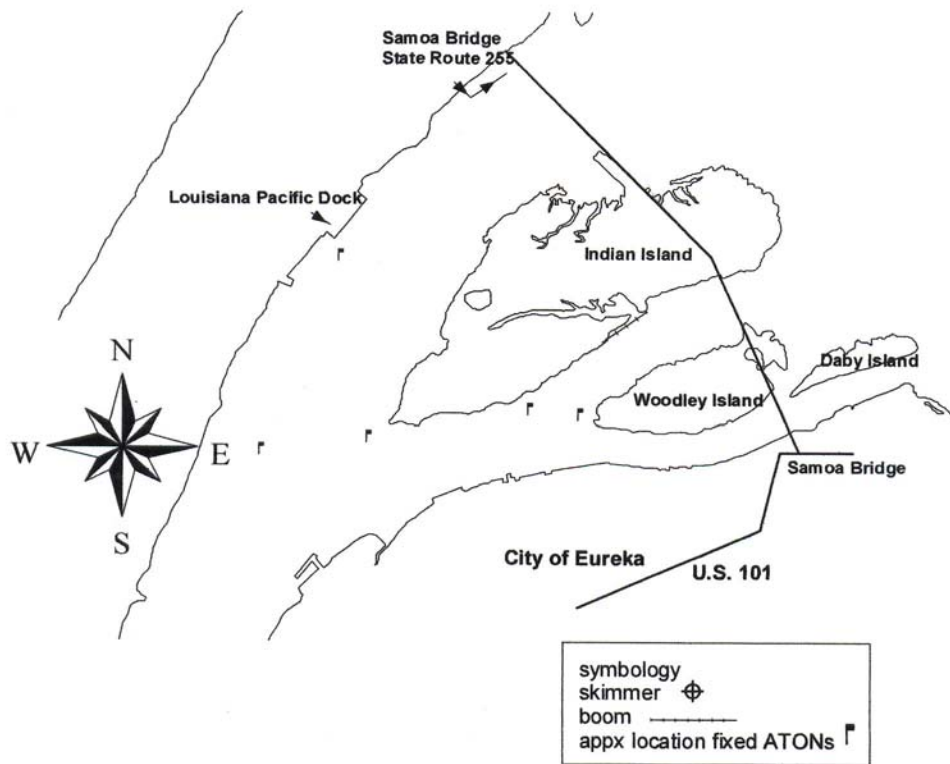 Samoa Bridge
State Route 255
Louisiana Pacific Dock
Indian Island
Daby Island
Woodley Island
N
W
E
S
Samoa Bridge
City of Eureka
U.S. 101
symbology
skimmer
boom
appx location fixed ATONs